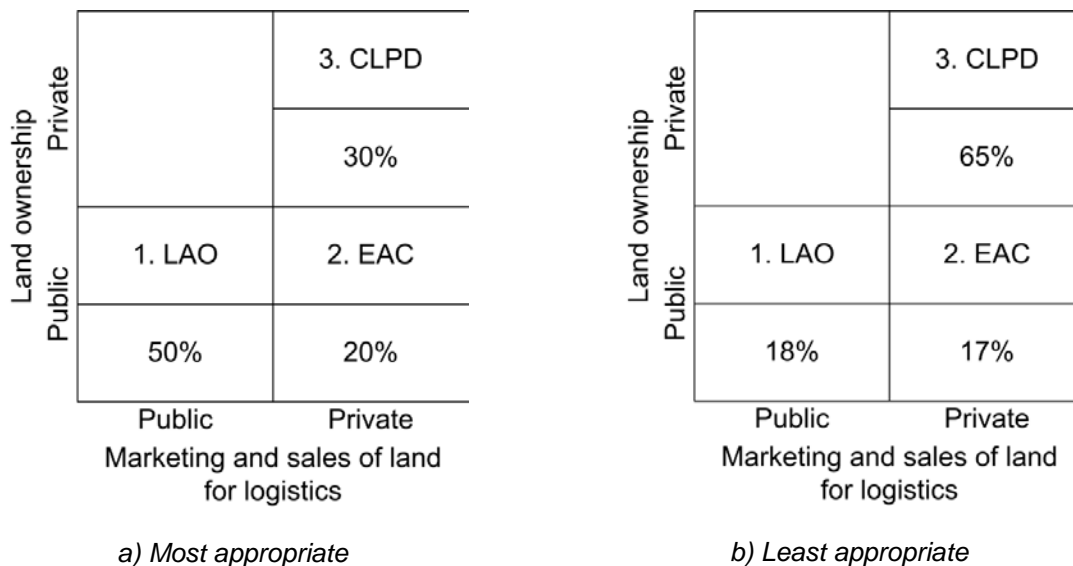 Land ownership
Private
Public
3. CLPD
30%
1. LAO
2. EAC
50%
20%
Public
Private
Marketing and sales of land
for logistics
a) Most appropriate
Land ownership
Private
Public
3. CLPD
65%
1. LAO
2. EAC
18%
17%
Public
Private
Marketing and sales of land
for logistics
b) Least appropriate